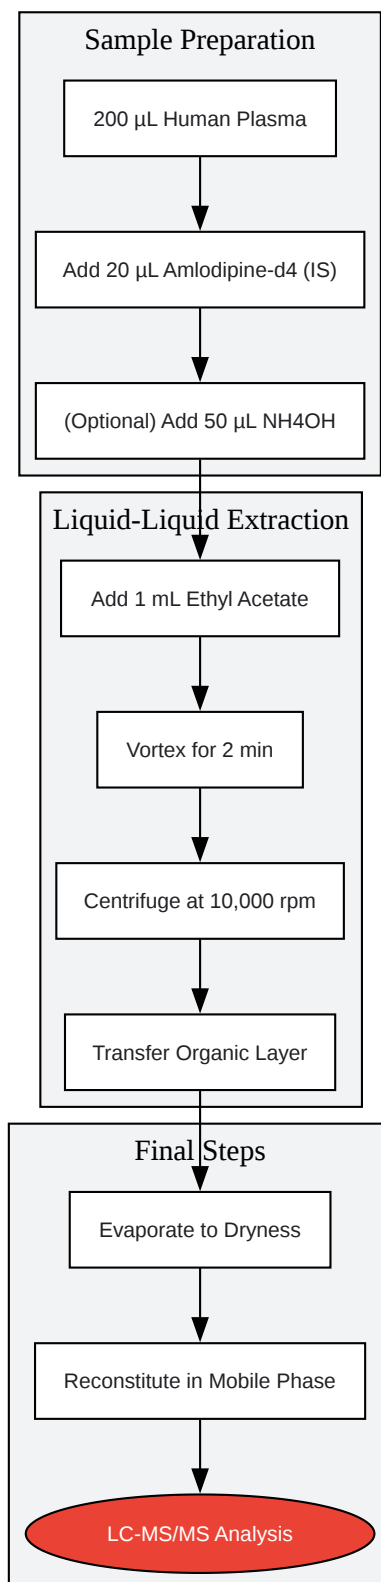 Sample Preparation
200 µL Human Plasma
Add 20 µL Amlodipine-d4 (IS)
(Optional) Add 50 µL NH4OH
Liquid-Liquid Extraction
Add 1 mL Ethyl Acetate
Vortex for 2 min
Centrifuge at 10,000 rpm
Transfer Organic Layer
Final Steps
Evaporate to Dryness
Reconstitute in Mobile Phase
LC-MS/MS Analysis